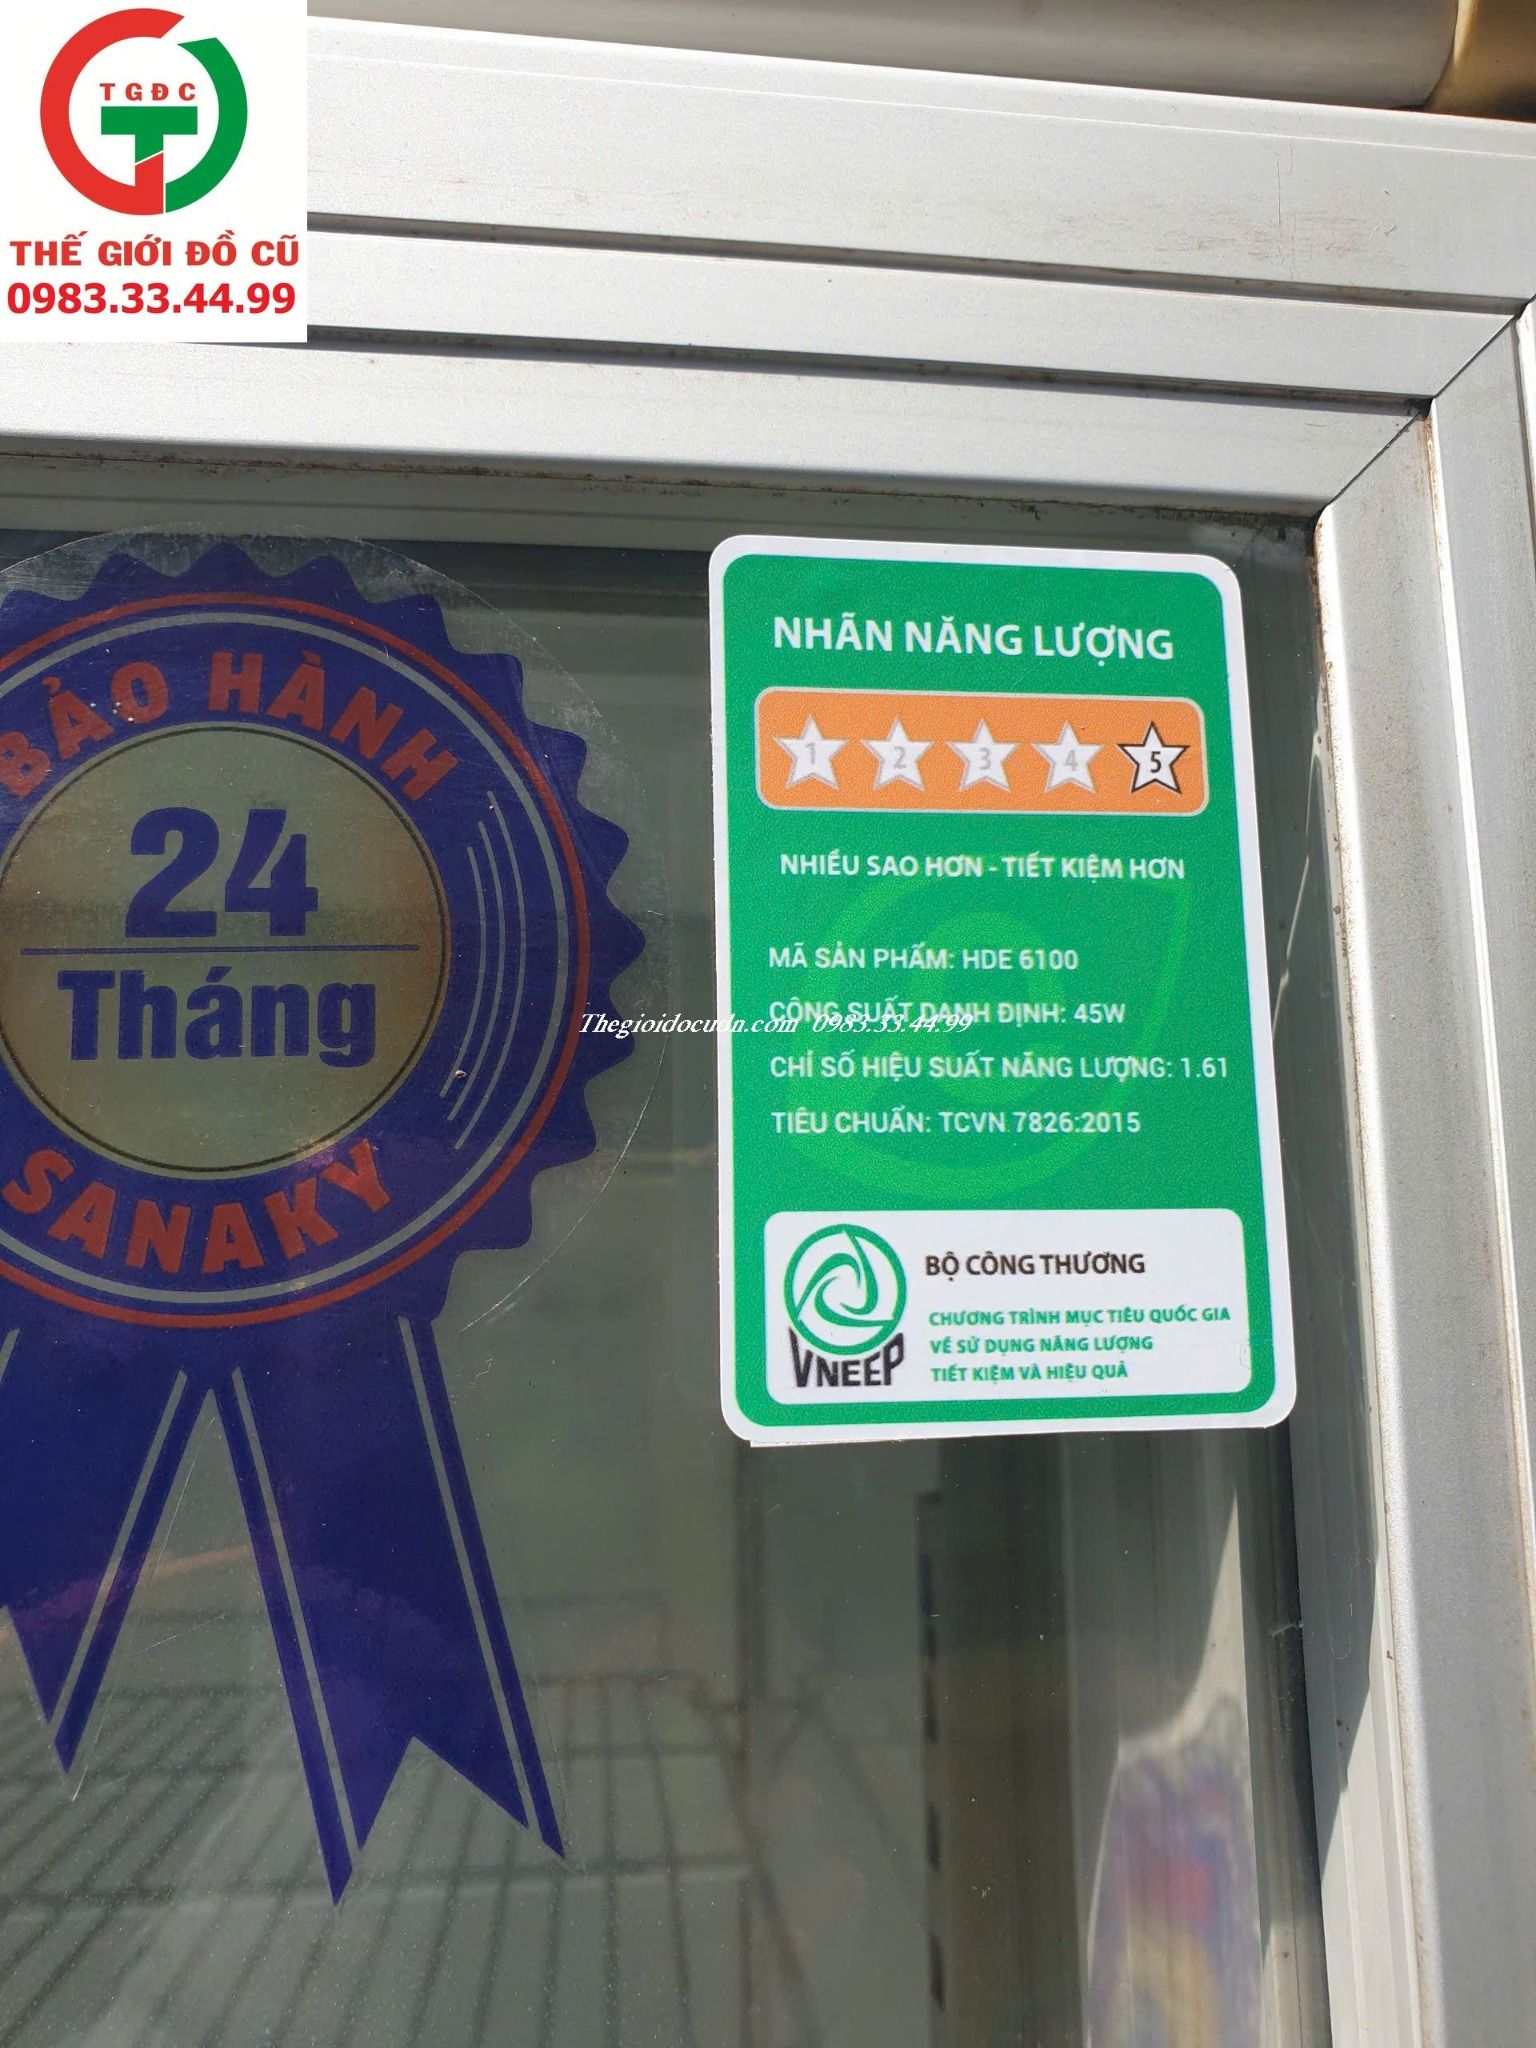 TGĐC
THẾ GIỚI ĐỒ CŨ
0983.33.44.99
BẢO HÀNH
24
Tháng
SANAKY
NHÃN NĂNG LƯỢNG
1 2 3 4 5
NHIỀU SAO HƠN - TIẾT KIỆM HƠN
MÃ SẢN PHẨM: HDE 6100
CÔNG SUẤT DANH ĐỊNH: 45W
Thegioidocudn.com 0983.33.44.99
CHỈ SỐ HIỆU SUẤT NĂNG LƯỢNG: 1.61
TIÊU CHUẨN: TCVN 7826:2015
VNEEP
BỘ CÔNG THƯƠNG
CHƯƠNG TRÌNH MỤC TIÊU QUỐC GIA
VỀ SỬ DỤNG NĂNG LƯỢNG
TIẾT KIỆM VÀ HIỆU QUẢ